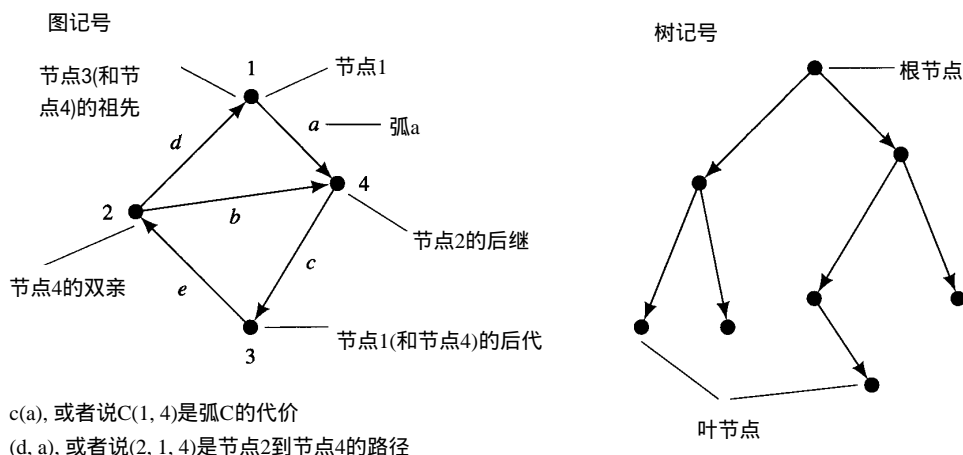 图记号
节点3(和节
点4)的祖先
1
节点1
d
a
弧a
2
4
b
节点2的后继
c
节点4的双亲
e
3
节点1(和节点4)的后代
c(a), 或者说C(1, 4)是弧C的代价
(d, a), 或者说(2, 1, 4)是节点2到节点4的路径
树记号
根节点
叶节点